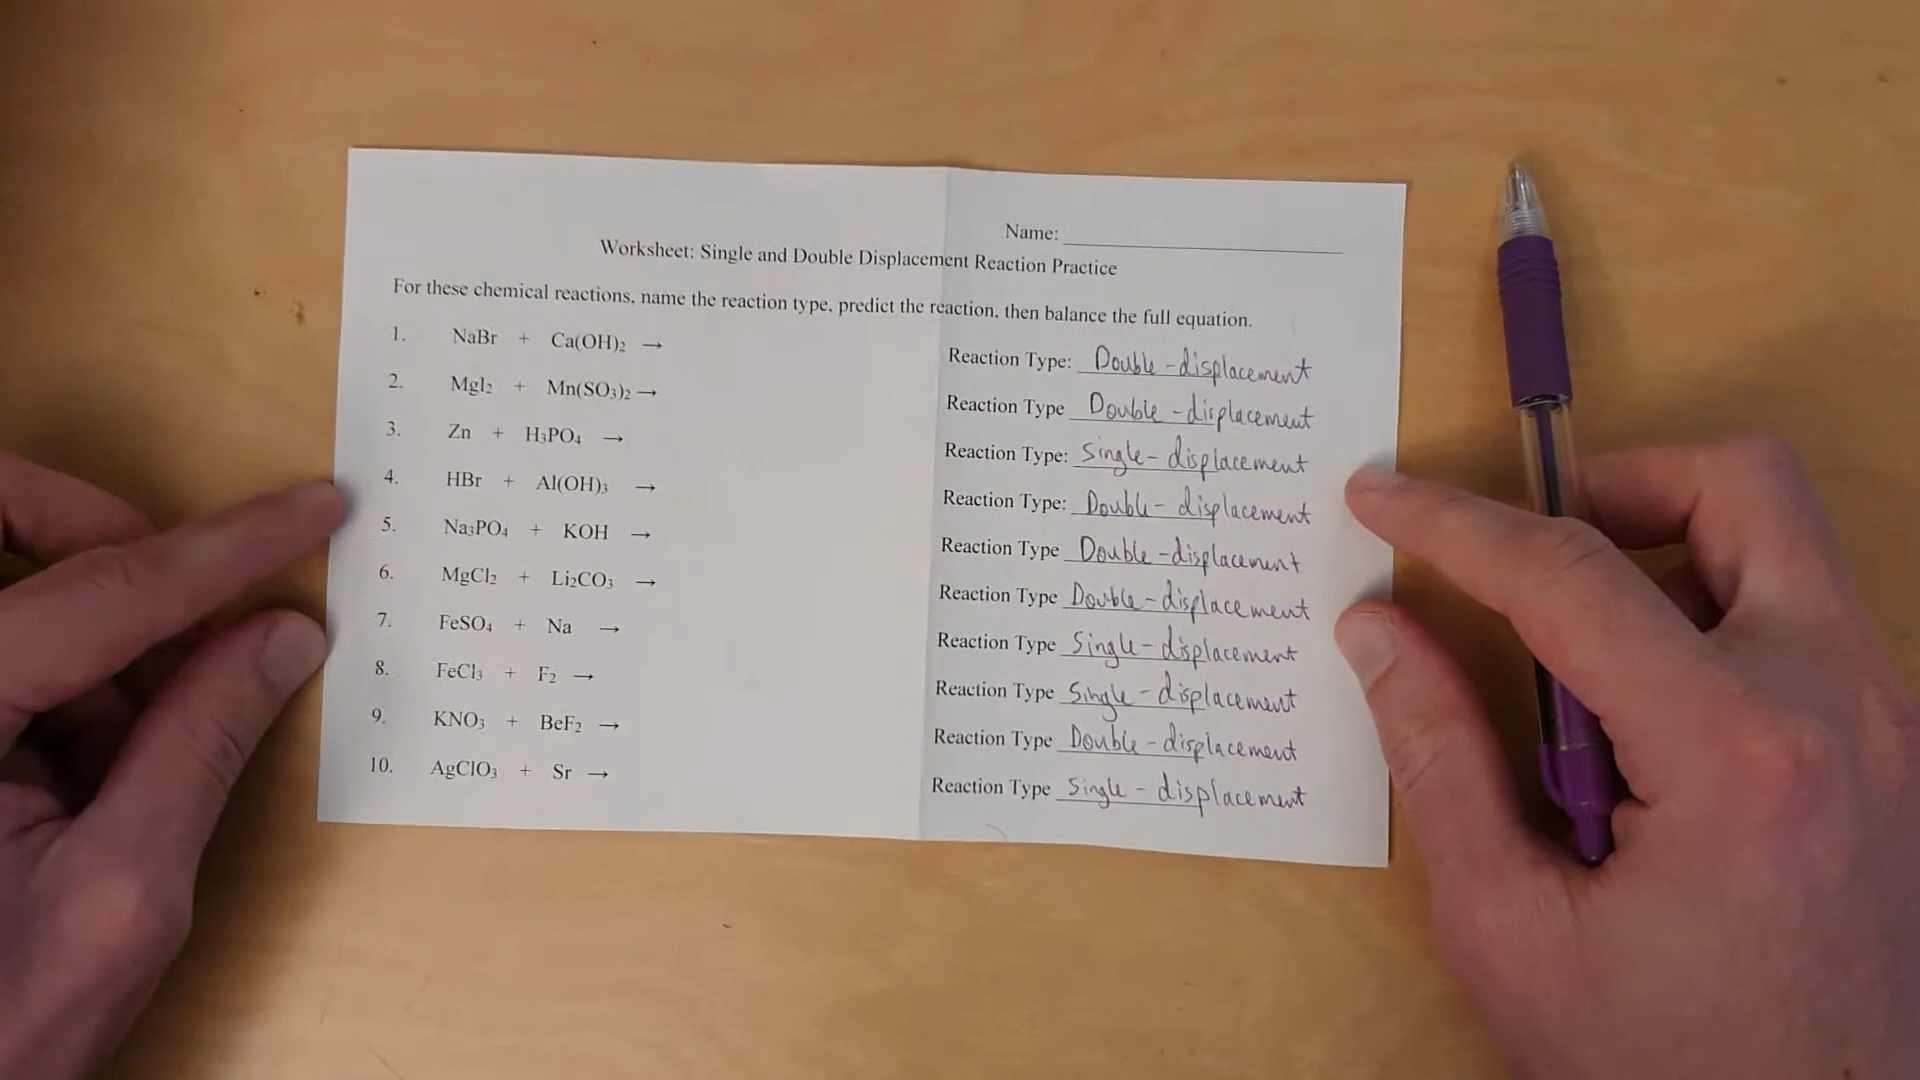 Name:
Worksheet: Single and Double Displacement Reaction Practice
For these chemical reactions, name the reaction type, predict the reaction, then balance the full equation.
1. NaBr + Ca(OH)₂ → Reaction Type: Double-displacement
2. MgI₂ + Mn(SO₃)₂ → Reaction Type Double-displacement
3. Zn + H₃PO₄ → Reaction Type: Single-displacement
4. HBr + Al(OH)₃ → Reaction Type: Double-displacement
5. Na₃PO₄ + KOH → Reaction Type Double-displacement
6. MgCl₂ + Li₂CO₃ → Reaction Type Double-displacement
7. FeSO₄ + Na → Reaction Type Single-displacement
8. FeCl₃ + F₂ → Reaction Type Single-displacement
9. KNO₃ + BeF₂ → Reaction Type Double-displacement
10. AgClO₃ + Sr → Reaction Type Single-displacement